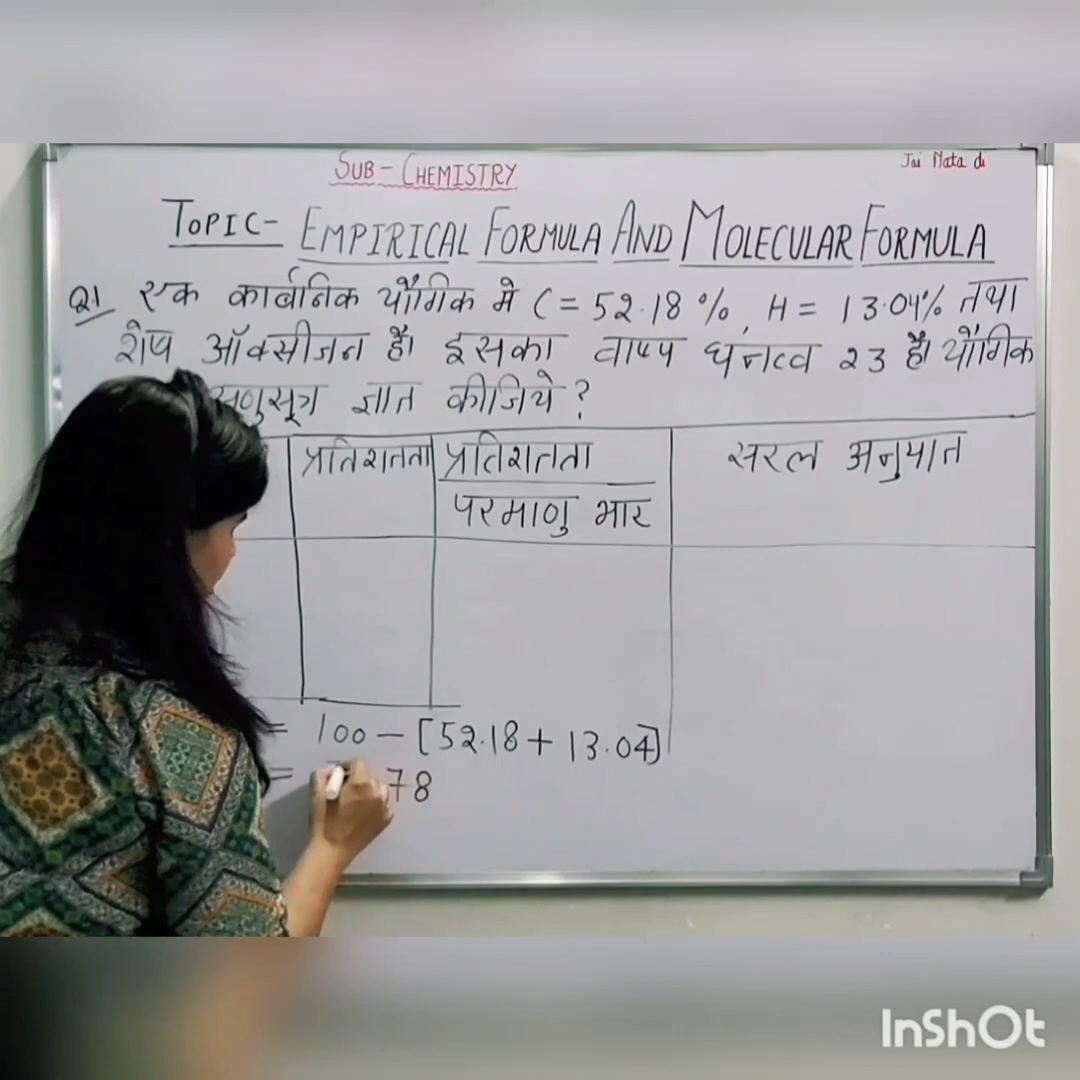 SUB - CHEMISTRY
Jai Mata di
TOPIC - EMPIRICAL FORMULA AND MOLECULAR FORMULA
Q1 एक कार्बनिक यौगिक मे C = 52.18 %, H = 13.04% तथा
शेष ऑक्सीजन है। इसका वाष्प घनत्व 23 है। यौगिक
अणुसूत्र ज्ञात कीजिये ?
प्रतिशतता प्रतिशतता सरल अनुपात
परमाणु भार
= 100 - [52.18 + 13.04]
= 78
InShOt